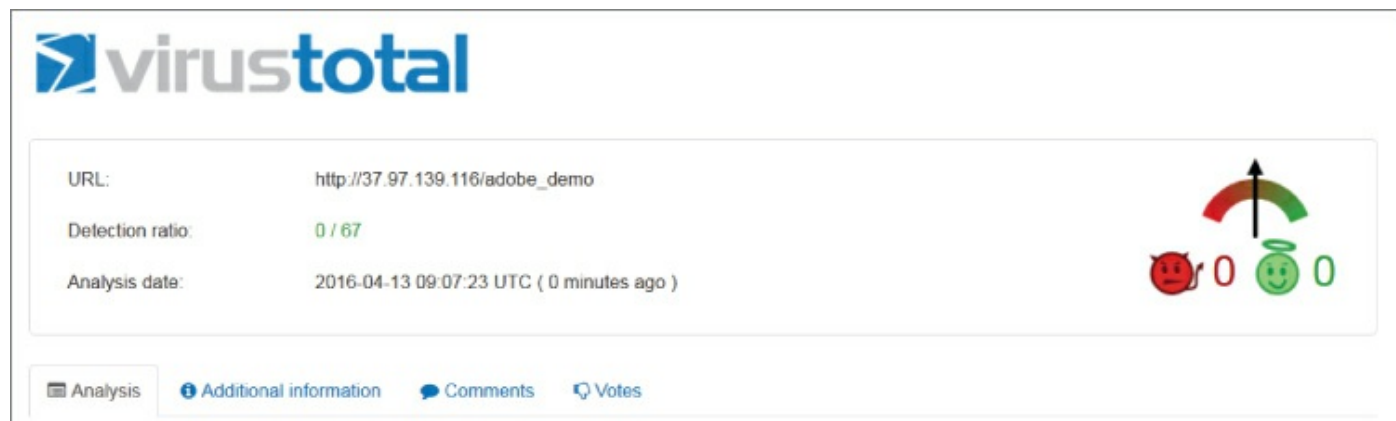 virustotal
URL: http://37.97.139.116/adobe_demo
Detection ratio: 0 / 67
Analysis date: 2016-04-13 09:07:23 UTC ( 0 minutes ago )
0 0
Analysis Additional information Comments Votes